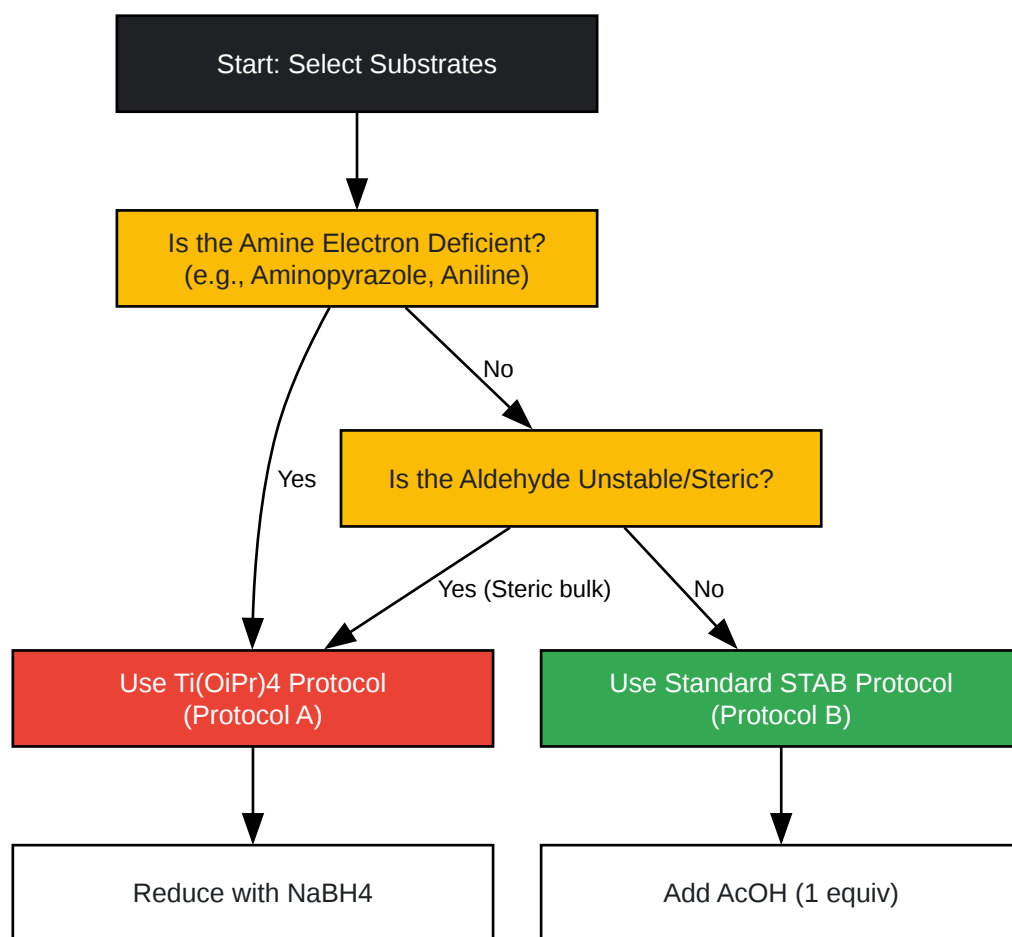 Start: Select Substrates
Is the Amine Electron Deficient?
(e.g., Aminopyrazole, Aniline)
No
Yes
Is the Aldehyde Unstable/Steric?
Yes (Steric bulk)
No
Use Ti(OiPr)4 Protocol
(Protocol A)
Use Standard STAB Protocol
(Protocol B)
Reduce with NaBH4
Add AcOH (1 equiv)